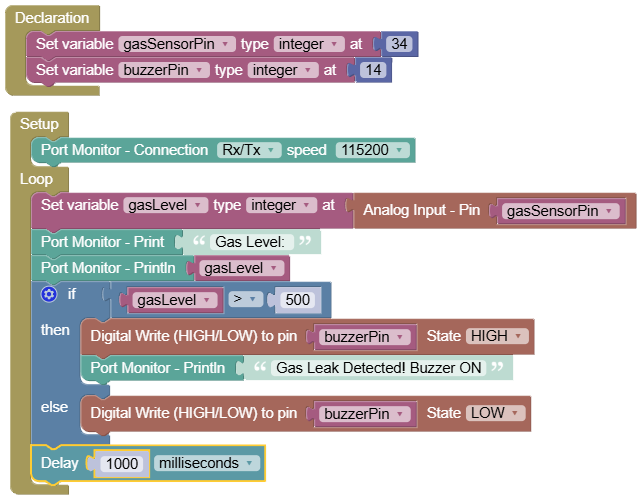 Declaration
Set variable gasSensorPin type integer at 34
Set variable buzzerPin type integer at 14
Setup
Port Monitor - Connection Rx/Tx speed 115200
Loop
Set variable gasLevel type integer at Analog Input - Pin gasSensorPin
Port Monitor - Print “ Gas Level: ”
Port Monitor - Println gasLevel
if gasLevel > 500
then Digital Write (HIGH/LOW) to pin buzzerPin State HIGH
Port Monitor - Println “ Gas Leak Detected! Buzzer ON ”
else Digital Write (HIGH/LOW) to pin buzzerPin State LOW
Delay 1000 milliseconds